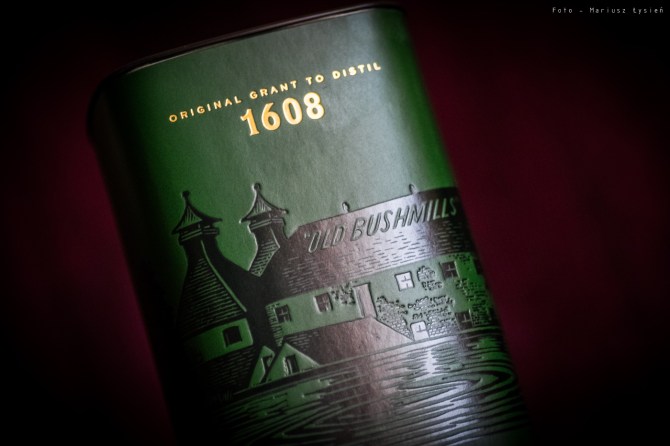 Foto - Mariusz Łysień
ORIGINAL GRANT TO DISTIL
1608
"OLD BUSHMILLS"